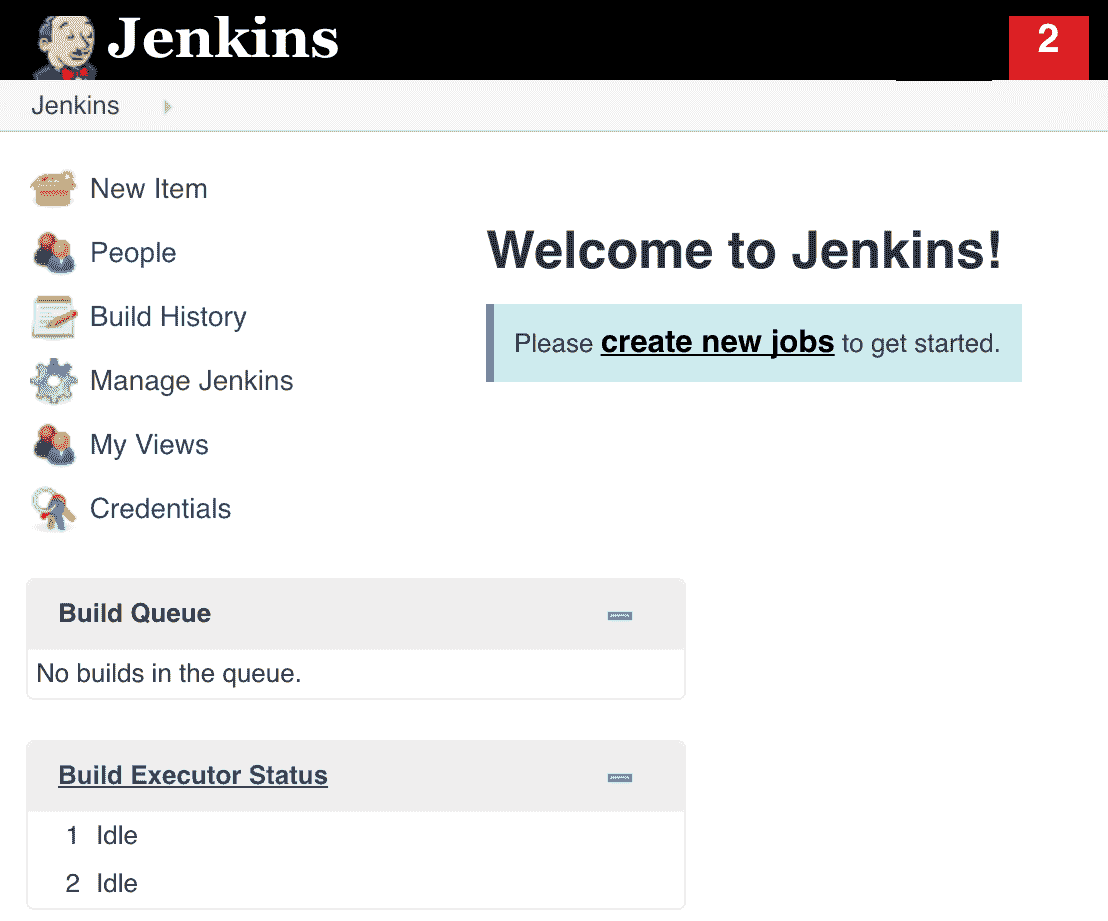 Jenkins
2
Jenkins
New Item
People
Build History
Manage Jenkins
My Views
Credentials
Welcome to Jenkins!
Please create new jobs to get started.
Build Queue
No builds in the queue.
Build Executor Status
1 Idle
2 Idle